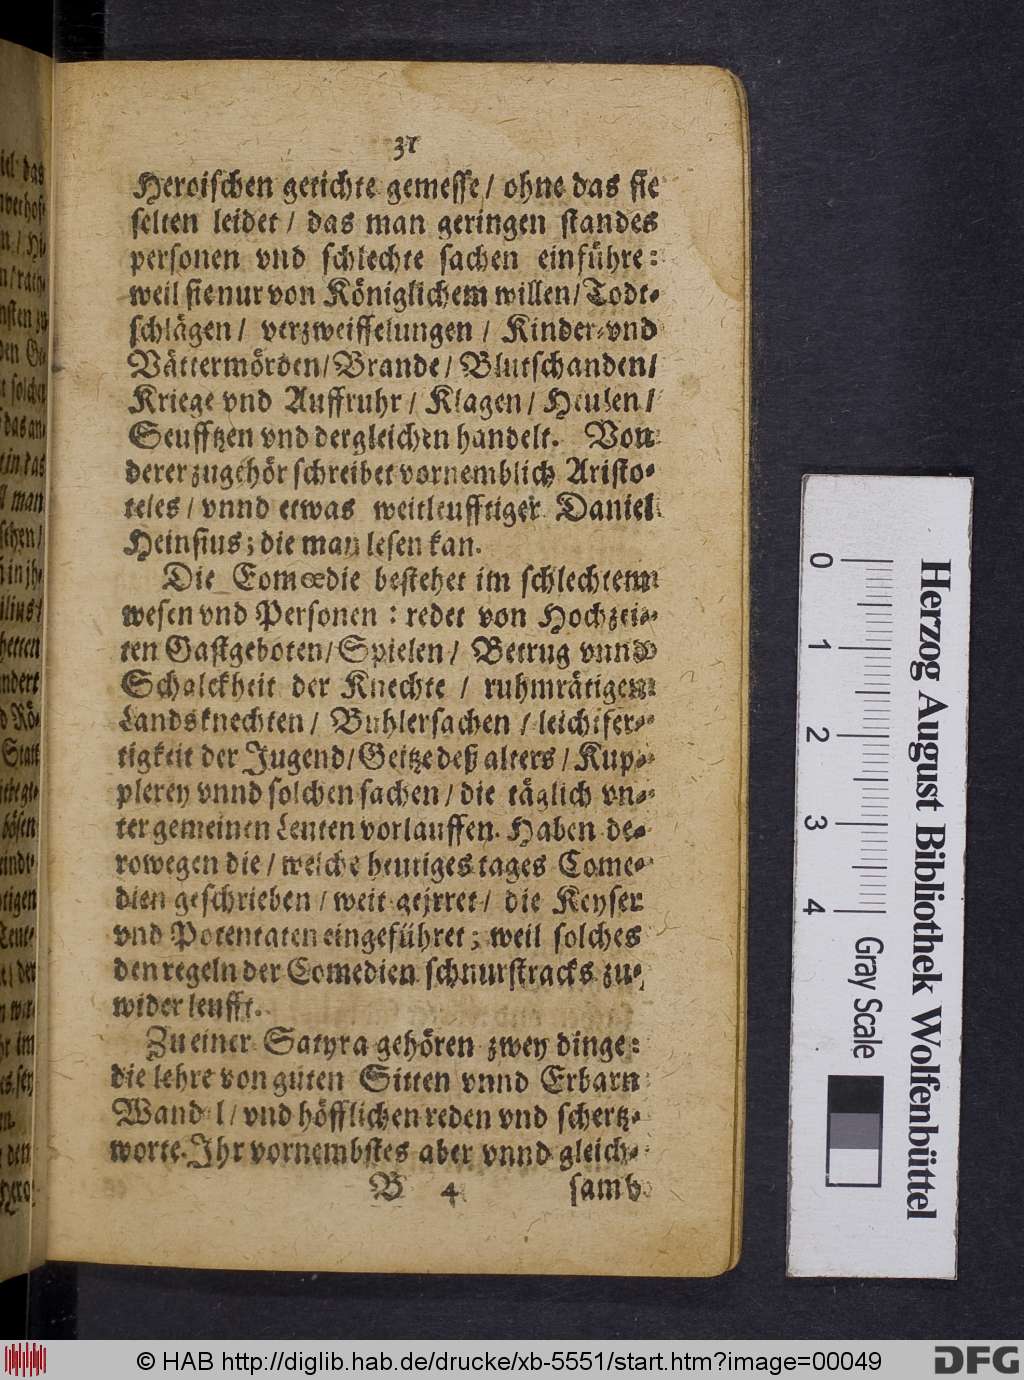 31
Heroischen getichte gemesse / ohne das sie
selten leidet / das man geringen standes
personen vnd schlechte sachen einführe:
weil sie nur von Königlichem willen / Todt-
schlägen / verzweiffelungen / Kinder-vnd
Vättermörden / Brande / Blutschanden /
Kriege vnd Auffruhr / Klagen / Heulen /
Seufftzen vnd dergleichen handelt. Von
derer zugehör schreibet vornemblich Aristo-
teles / vnnd etwas weitleufftiger Daniel
Heinsius; die man lesen kan.
Die Comœdie bestehet im schlechtem
wesen vnd Personen: redet von Hochzei-
ten Gastgeboten / Spielen / Betrug vnnd
Schalckheit der Knechte / ruhmrätigen
Landsknechten / Buhlersachen / leichtfer-
tigkeit der Jugend / Geitze deß alters / Kup-
plerey vnnd solchen sachen / die täglich vn-
ter gemeinen Leuten vorlauffen. Haben de-
rowegen die / welche heutiges tages Come-
dien geschrieben / weit gejrret / die Keyser
vnd Potentaten eingeführet; weil solches
den regeln der Comedien schnurstracks zu-
wider leufft.
Zu einer Satyra gehören zwey dinge:
die lehre von guten Sitten vnnd Erbarn
Wand l / vnd höfflichen reden vnd schertz-
worte. Ihr vornembstes aber vnnd gleich-
B 4 samb
0 1 2 3 4 Gray Scale
Herzog August Bibliothek Wolfenbüttel
© HAB http://diglib.hab.de/drucke/xb-5551/start.htm?image=00049
DFG